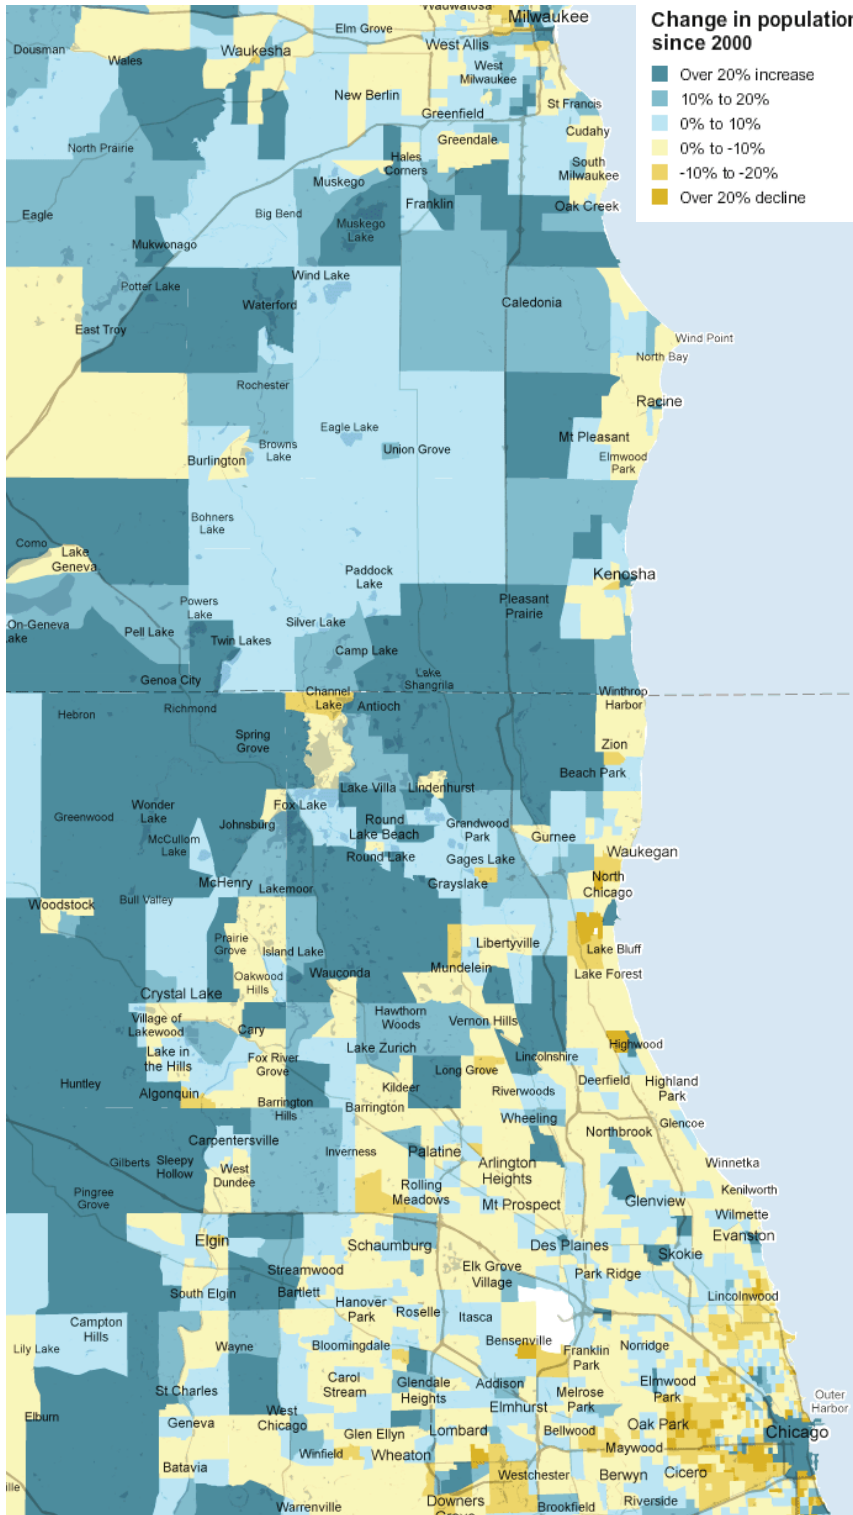 Wauwatosa
Milwaukee
Change in population
since 2000
Over 20% increase
10% to 20%
0% to 10%
0% to -10%
-10% to -20%
Over 20% decline
Elm Grove
Dousman
Waukesha
West Allis
Wales
West
Milwaukee
New Berlin
St Francis
Greenfield
Cudahy
Greendale
North Prairie
Hales
Corners
South
Milwaukee
Muskego
Franklin
Oak Creek
Eagle
Big Bend
Muskego
Lake
Mukwonago
Wind Lake
Potter Lake
Waterford
Caledonia
East Troy
Wind Point
North Bay
Rochester
Racine
Eagle Lake
Mt Pleasant
Browns
Lake
Union Grove
Burlington
Elmwood
Park
Bohners
Lake
Como
Lake
Geneva
Paddock
Lake
Kenosha
Powers
Lake
Pleasant
Prairie
On-Geneva
ake
Pell Lake
Silver Lake
Twin Lakes
Camp Lake
Genoa City
Lake
Shangrila
Channel
Lake
Winthrop
Harbor
Richmond
Antioch
Hebron
Spring
Grove
Zion
Beach Park
Lake Villa
Lindenhurst
Fox Lake
Wonder
Lake
Greenwood
Johnsburg
Round
Lake Beach
Grandwood
Park
Gurnee
McCullom
Lake
Waukegan
Round Lake
Gages Lake
McHenry
Lakemoor
Grayslake
North
Chicago
Woodstock
Bull Valley
Prairie
Grove
Island Lake
Libertyville
Lake Bluff
Oakwood
Hills
Wauconda
Mundelein
Lake Forest
Crystal Lake
Village of
Lakewood
Cary
Hawthorn
Woods
Vernon Hills
Lake in
the Hills
Lake Zurich
Highwood
Fox River
Grove
Lincolnshire
Huntley
Algonquin
Kildeer
Long Grove
Deerfield
Highland
Park
Barrington
Hills
Barrington
Riverwoods
Wheeling
Glencoe
Northbrook
Carpentersville
Inverness
Palatine
Gilberts
Sleepy
Hollow
West
Dundee
Arlington
Heights
Winnetka
Pingree
Grove
Rolling
Meadows
Kenilworth
Mt Prospect
Glenview
Wilmette
Elgin
Schaumburg
Des Plaines
Evanston
Skokie
Streamwood
Elk Grove
Village
Park Ridge
South Elgin
Bartlett
Lincolnwood
Hanover
Park
Roselle
Itasca
Campton
Hills
Bensenville
Lily Lake
Wayne
Bloomingdale
Franklin
Park
Norridge
Carol
Stream
Glendale
Heights
Addison
Elmwood
Park
St Charles
Melrose
Park
Outer
Harbor
Elburn
West
Chicago
Elmhurst
Geneva
Glen Ellyn
Lombard
Bellwood
Oak Park
Chicago
Winfield
Wheaton
Maywood
Batavia
Westchester
Berwyn
Cicero
ille
Warrenville
Downers
Grove
Brookfield
Riverside